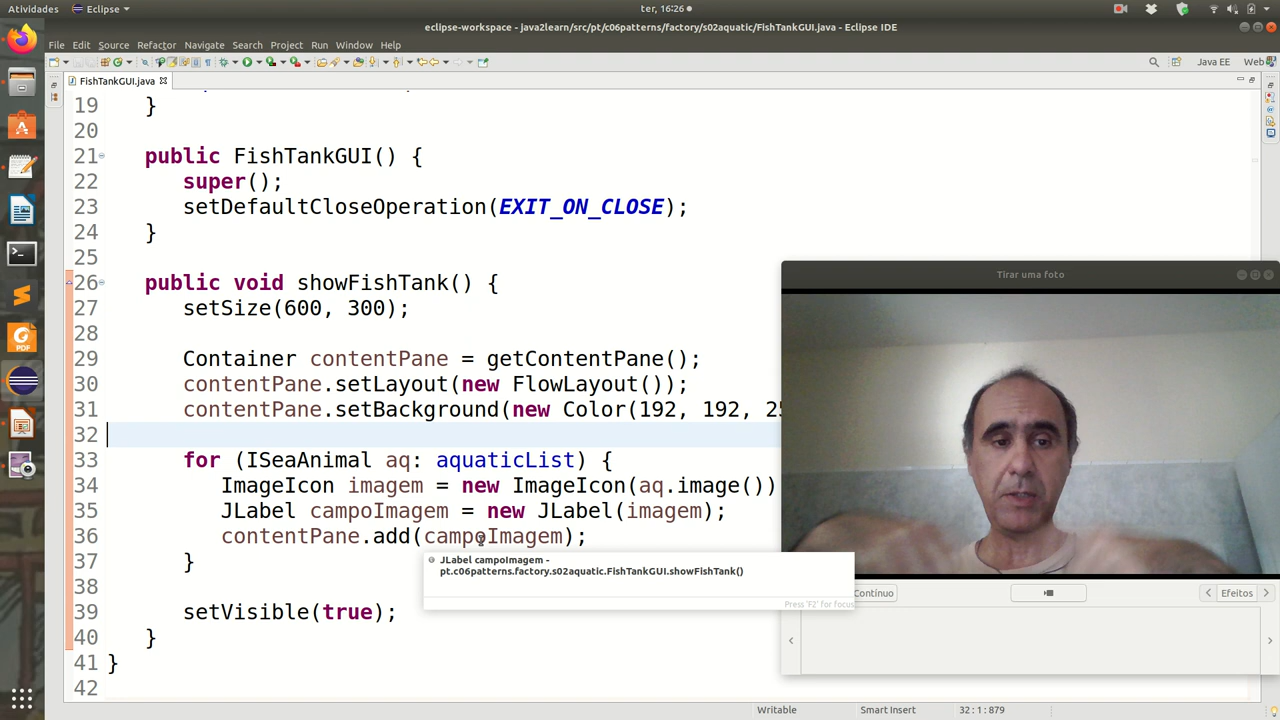 Atividades
Eclipse
ter, 16:26
eclipse-workspace - java2learn/src/pt/c06patterns/factory/s02aquatic/FishTankGUI.java - Eclipse IDE
File Edit Source Refactor Navigate Search Project Run Window Help
Java EE
Web
FishTankGUI.java
19 }
20
21 public FishTankGUI() {
22 super();
23 setDefaultCloseOperation(EXIT_ON_CLOSE);
24 }
25
26 public void showFishTank() {
27 setSize(600, 300);
28
29 Container contentPane = getContentPane();
30 contentPane.setLayout(new FlowLayout());
31 contentPane.setBackground(new Color(192, 192, 25
32
33 for (ISeaAnimal aq: aquaticList) {
34 ImageIcon imagem = new ImageIcon(aq.image())
35 JLabel campoImagem = new JLabel(imagem);
36 contentPane.add(campoImagem);
37 }
38
39 setVisible(true);
40 }
41 }
42
JLabel campoImagem -
pt.c06patterns.factory.s02aquatic.FishTankGUI.showFishTank()
Press 'F2' for focus
Tirar uma foto
Contínuo
Efeitos
PDF
Writable
Smart Insert
32 : 1 : 879